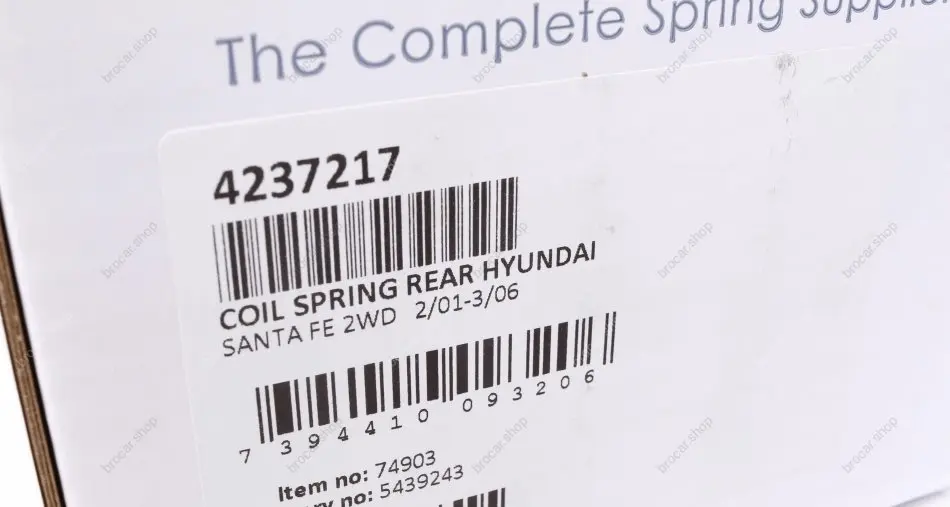 The Complete Spring Supplier
4237217
COIL SPRING REAR HYUNDAI
SANTA FE 2WD 2/01-3/06
7 394410 093206
Item no: 74903
no: 5439243
brocar.shop